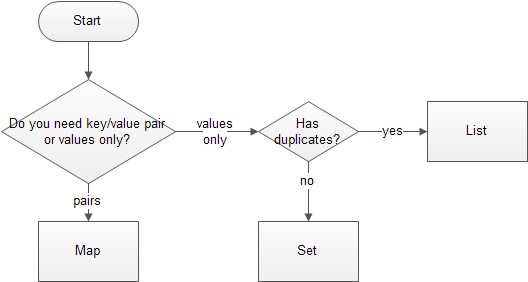 Start
Do you need key/value pair
or values only?
values
only
Has
duplicates?
yes
List
no
pairs
Map
Set